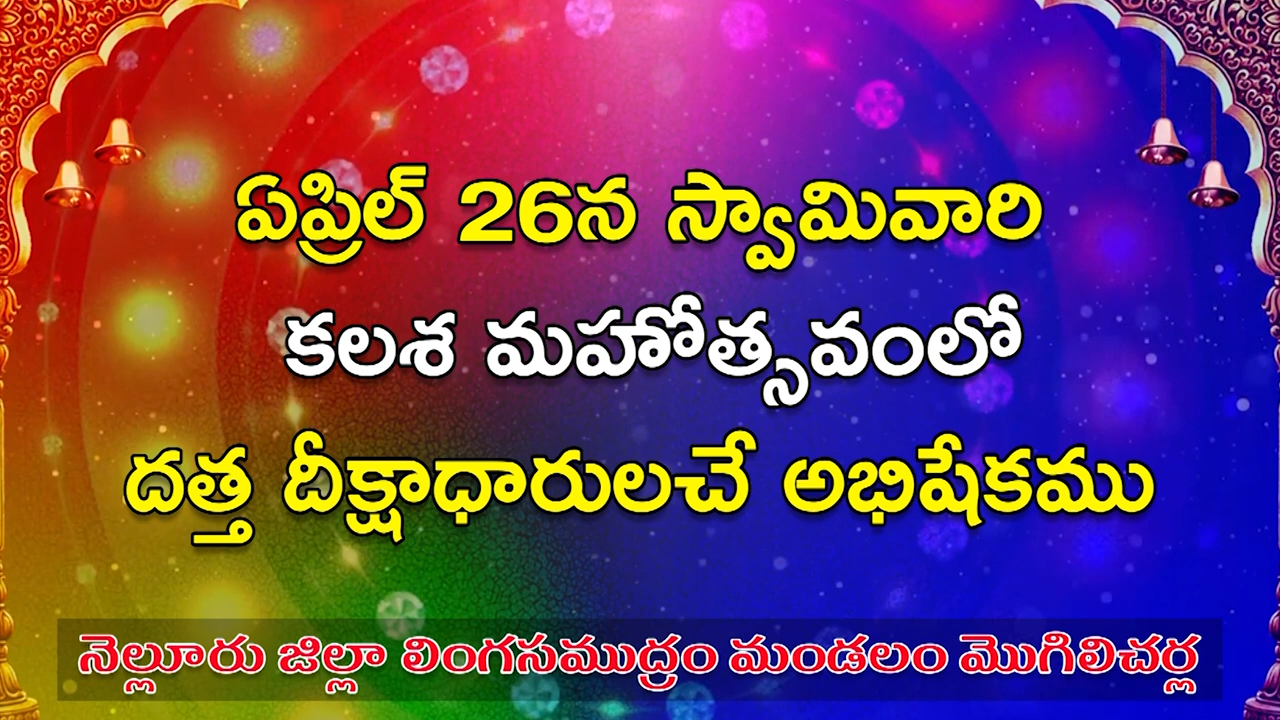 ఏప్రిల్ 26న స్వామివారి
కలశ మహోత్సవంలో
దత్త దీక్షాధారులచే అభిషేకము
నెల్లూరు జిల్లా లింగసముద్రం మండలం మొగిలిచర్ల